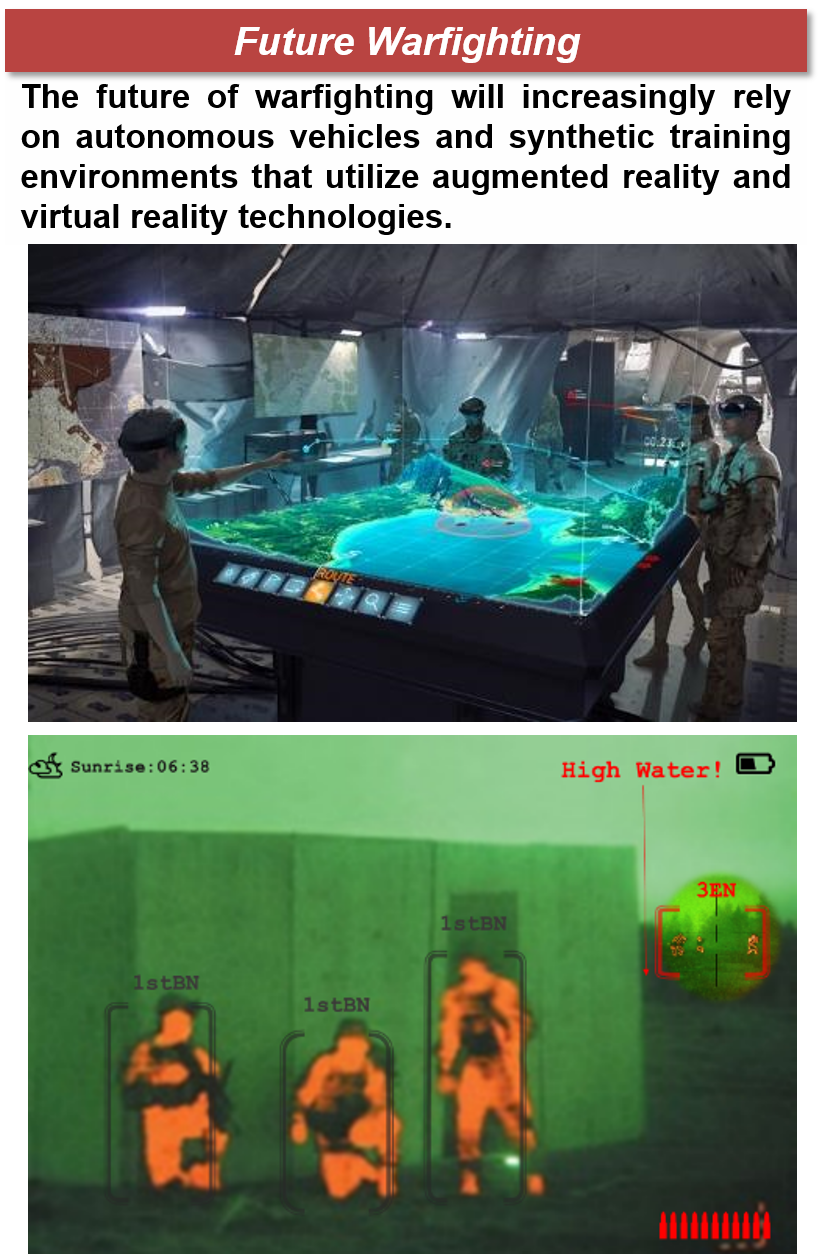 Future Warfighting
The future of warfighting will increasingly rely
on autonomous vehicles and synthetic training
environments that utilize augmented reality and
virtual reality technologies.
ROUTE
Sunrise:06:38
High Water!
3EN
1stBN
1stBN
1stBN